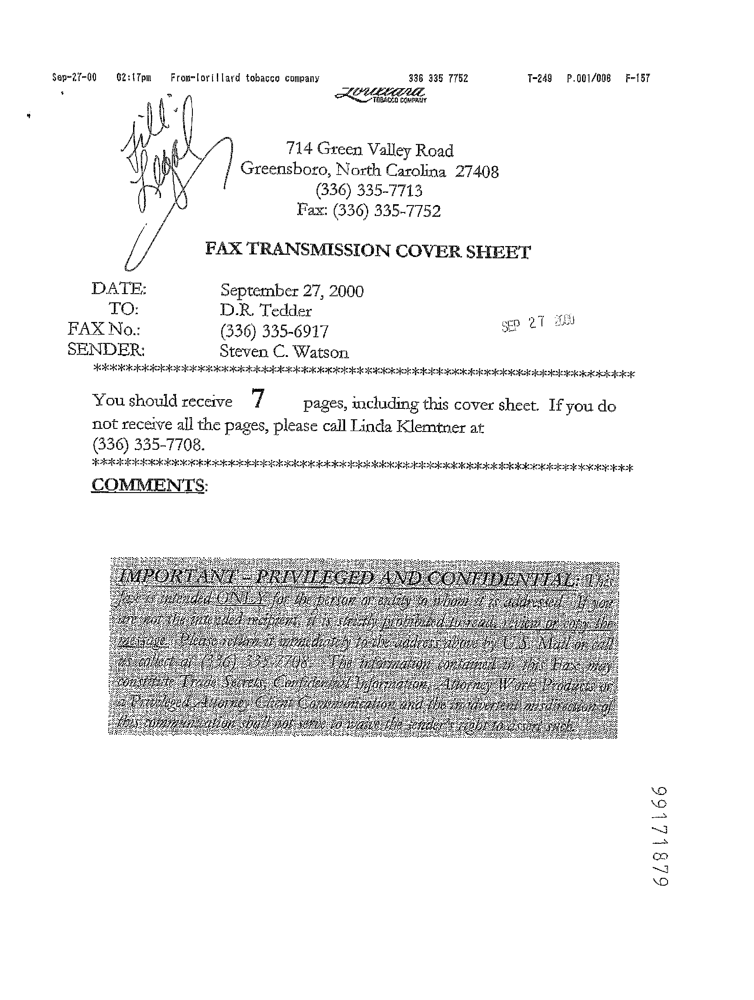 Sep-27-00 02:17pm From-lorillard tobacco company 336 335 7752 T-249 P.001/008 F-157
Lorillard
TOBACCO COMPANY
Jill:
Legal
714 Green Valley Road
Greensboro, North Carolina 27408
(336) 335-7713
Fax: (336) 335-7752
FAX TRANSMISSION COVER SHEET
DATE: September 27, 2000
TO: D.R. Tedder
FAX No.: (336) 335-6917
SEP 27 2000
SENDER: Steven C. Watson
************************************************************************
You should receive 7 pages, including this cover sheet. If you do
not receive all the pages, please call Linda Klemtner at
(336) 335-7708.
************************************************************************
COMMENTS:
IMPORTANT – PRIVILEGED AND CONFIDENTIAL: This
fax is intended ONLY for the person or entity to whom it is addressed. If you
are not the intended recipient, it is strictly prohibited to read, review or copy the
message. Please return it immediately to the address above by U.S. Mail or call
us collect at (336) 335-7708. The information contained in this Fax may
constitute Trade Secrets, Confidential Information, Attorney Work Products or
a Privileged Attorney Client Communication and the inadvertent misdirection of
this communication shall not serve to waive the sender's right to assert such.
99171879